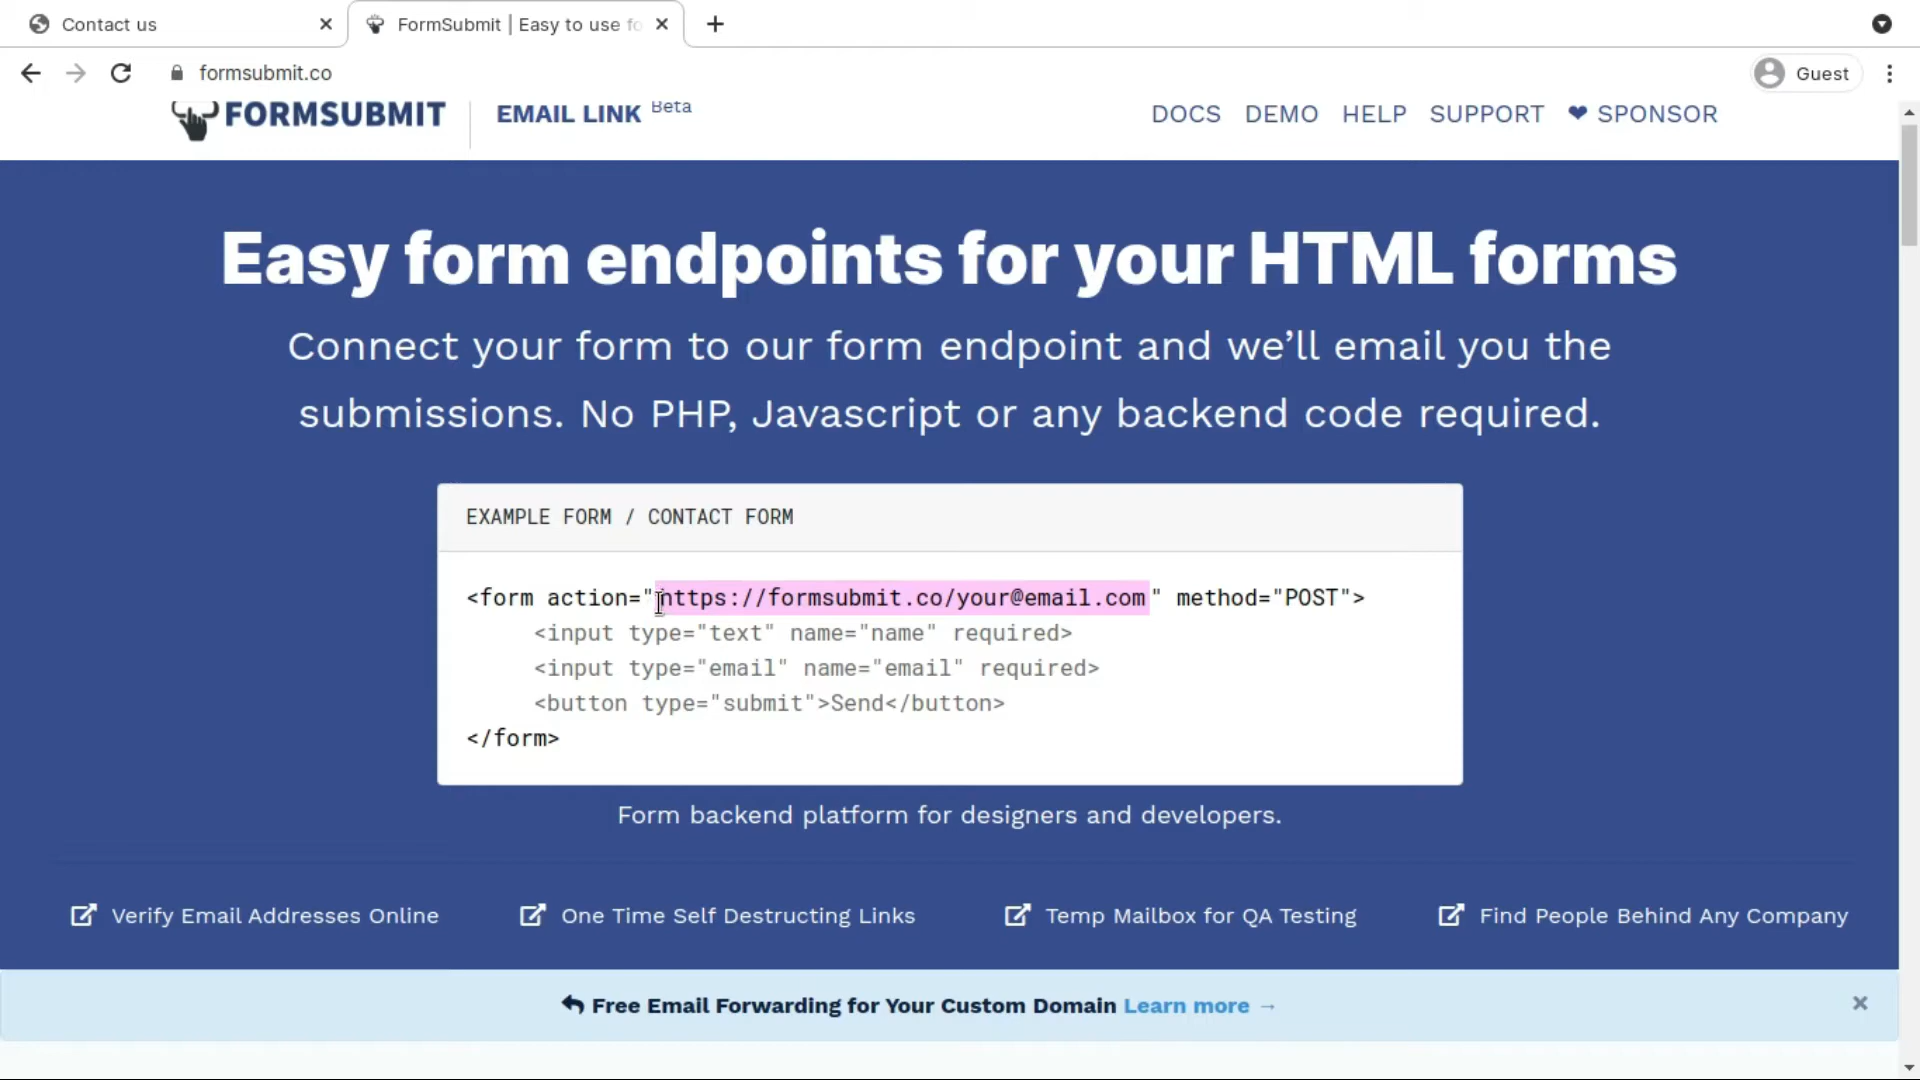 Contact us
FormSubmit | Easy to use fo
formsubmit.co
Guest
FORMSUBMIT
EMAIL LINK Beta
DOCS DEMO HELP SUPPORT SPONSOR
Easy form endpoints for your HTML forms
Connect your form to our form endpoint and we’ll email you the
submissions. No PHP, Javascript or any backend code required.
EXAMPLE FORM / CONTACT FORM
<form action="https://formsubmit.co/your@email.com" method="POST">
<input type="text" name="name" required>
<input type="email" name="email" required>
<button type="submit">Send</button>
</form>
Form backend platform for designers and developers.
Verify Email Addresses Online
One Time Self Destructing Links
Temp Mailbox for QA Testing
Find People Behind Any Company
Free Email Forwarding for Your Custom Domain Learn more →